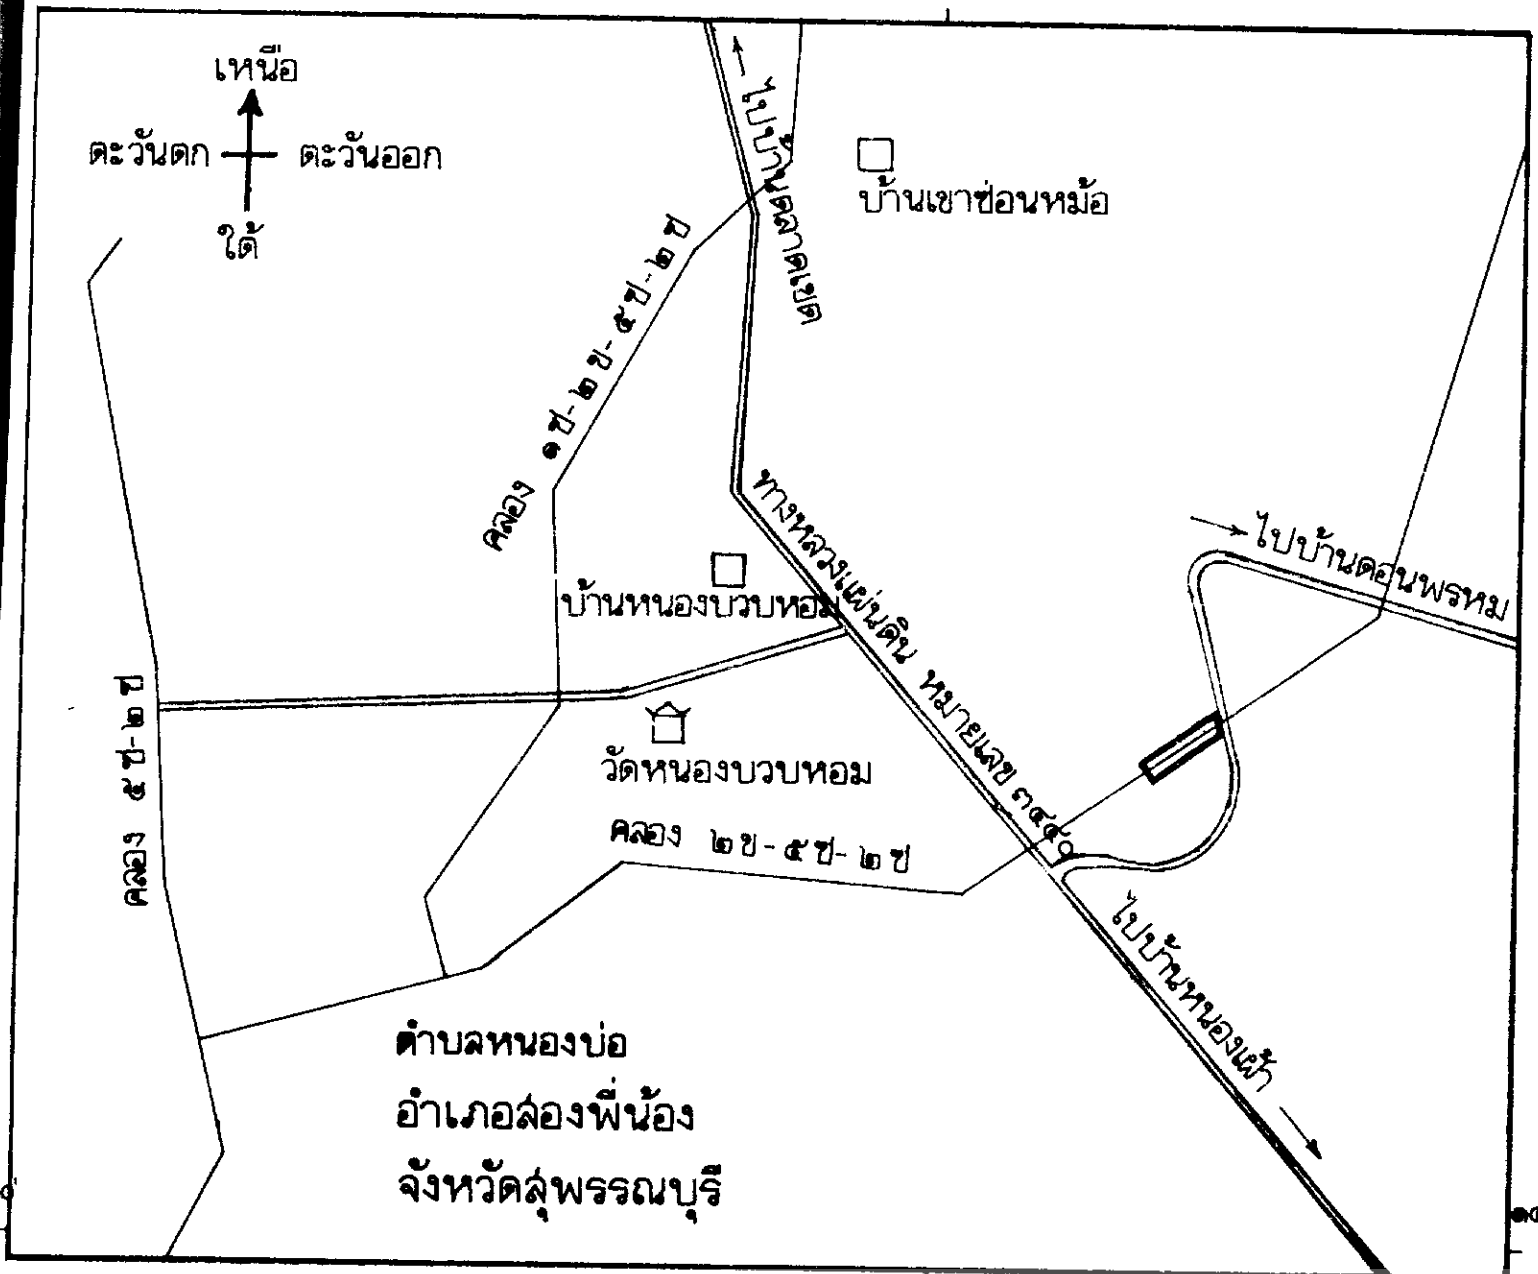 เหนือ
ตะวันตก
ตะวันออก
ใต้
ไปบ้านตลาดเขต
บ้านเขาช่อนหม้อ
คลอง ๑ ซ-๒ ข-๕ ซ-๒ ซ
ทางหลวงแผ่นดิน หมายเลข ๓๔๕๐
ไปบ้านดอนพรหม
บ้านหนองบวบหอม
คลอง ๕ ซ-๒ ซ
วัดหนองบวบหอม
คลอง ๒ ข-๕ ซ-๒ ซ
ไปบ้านหนองเฝ้า
ตำบลหนองบ่อ
อำเภอสองพี่น้อง
จังหวัดสุพรรณบุรี